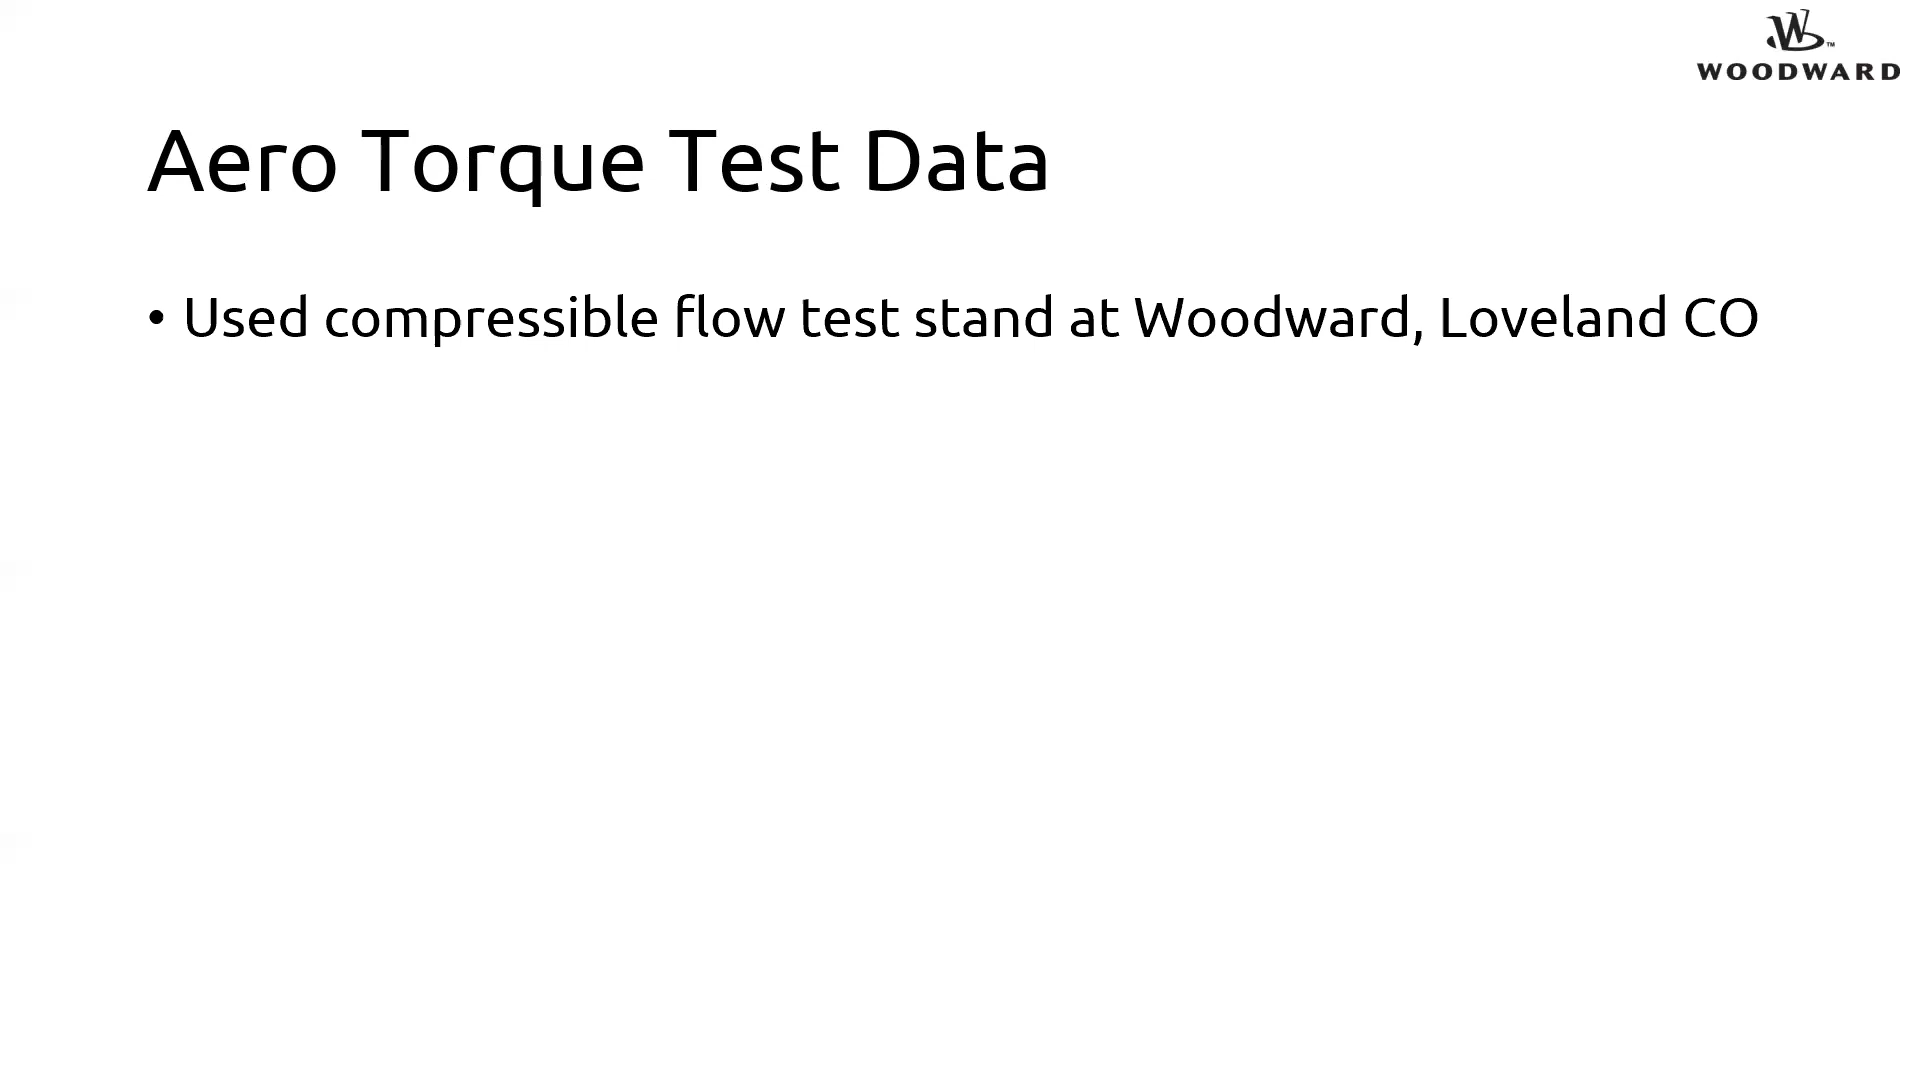 WOODWARD
Aero Torque Test Data
• Used compressible flow test stand at Woodward, Loveland CO